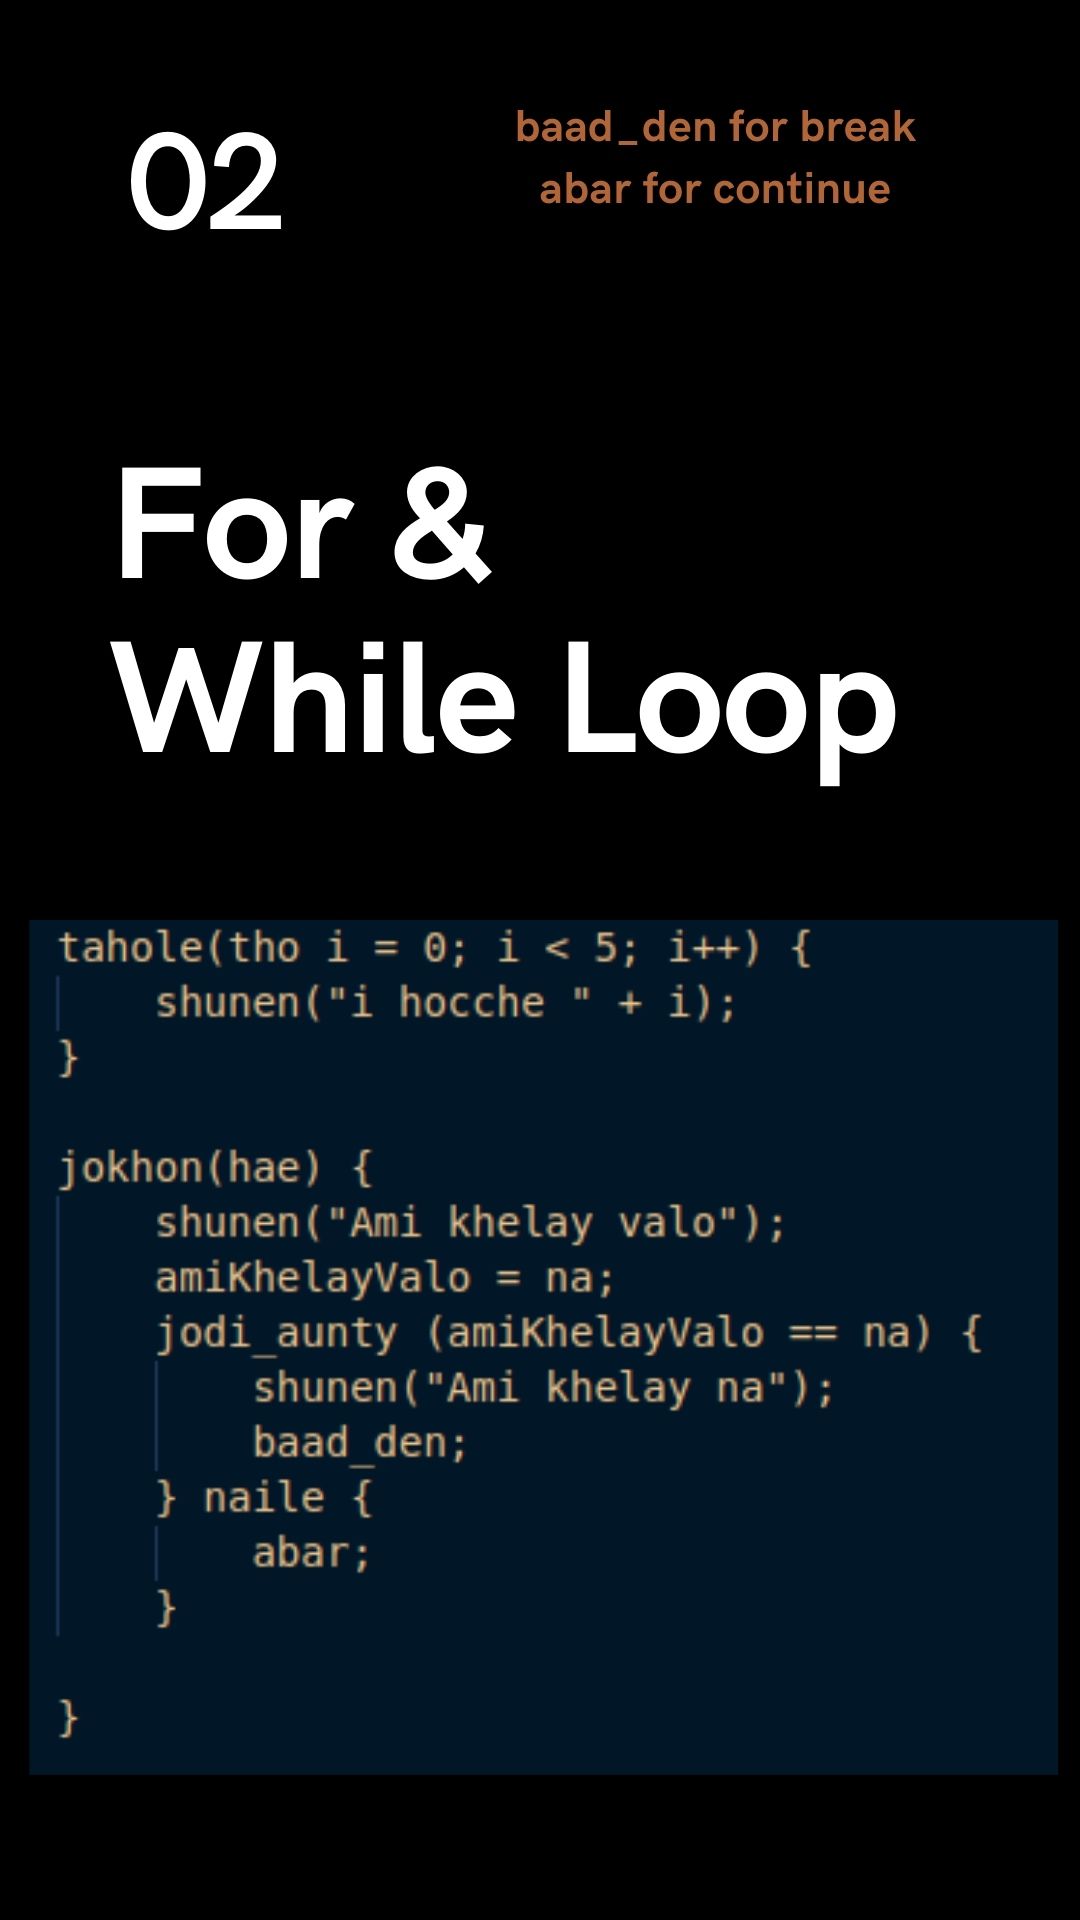 02
baad_den for break
abar for continue
For &
While Loop
tahole(tho i = 0; i < 5; i++) {
    shunen("i hocche " + i);
}

jokhon(hae) {
    shunen("Ami khelay valo");
    amiKhelayValo = na;
    jodi_aunty (amiKhelayValo == na) {
        shunen("Ami khelay na");
        baad_den;
    } naile {
        abar;
    }

}